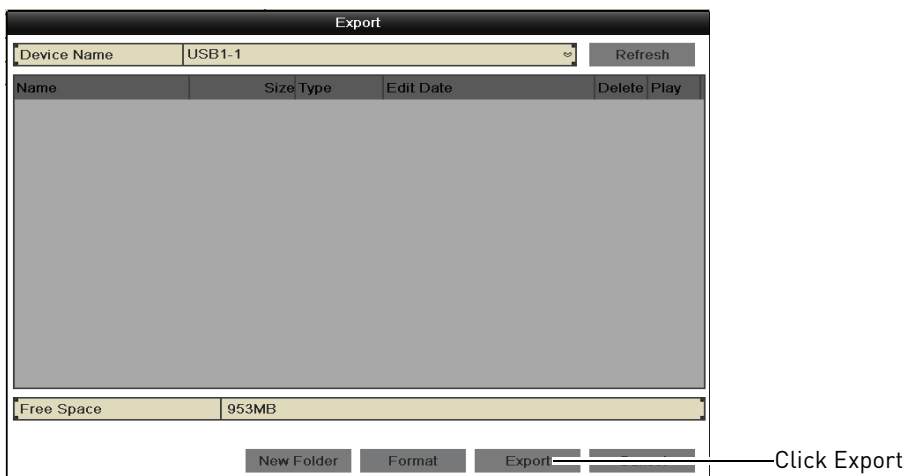 Export
Device Name USB1-1 Refresh
Name Size Type Edit Date Delete Play
Free Space 953MB
New Folder Format Export Click Export